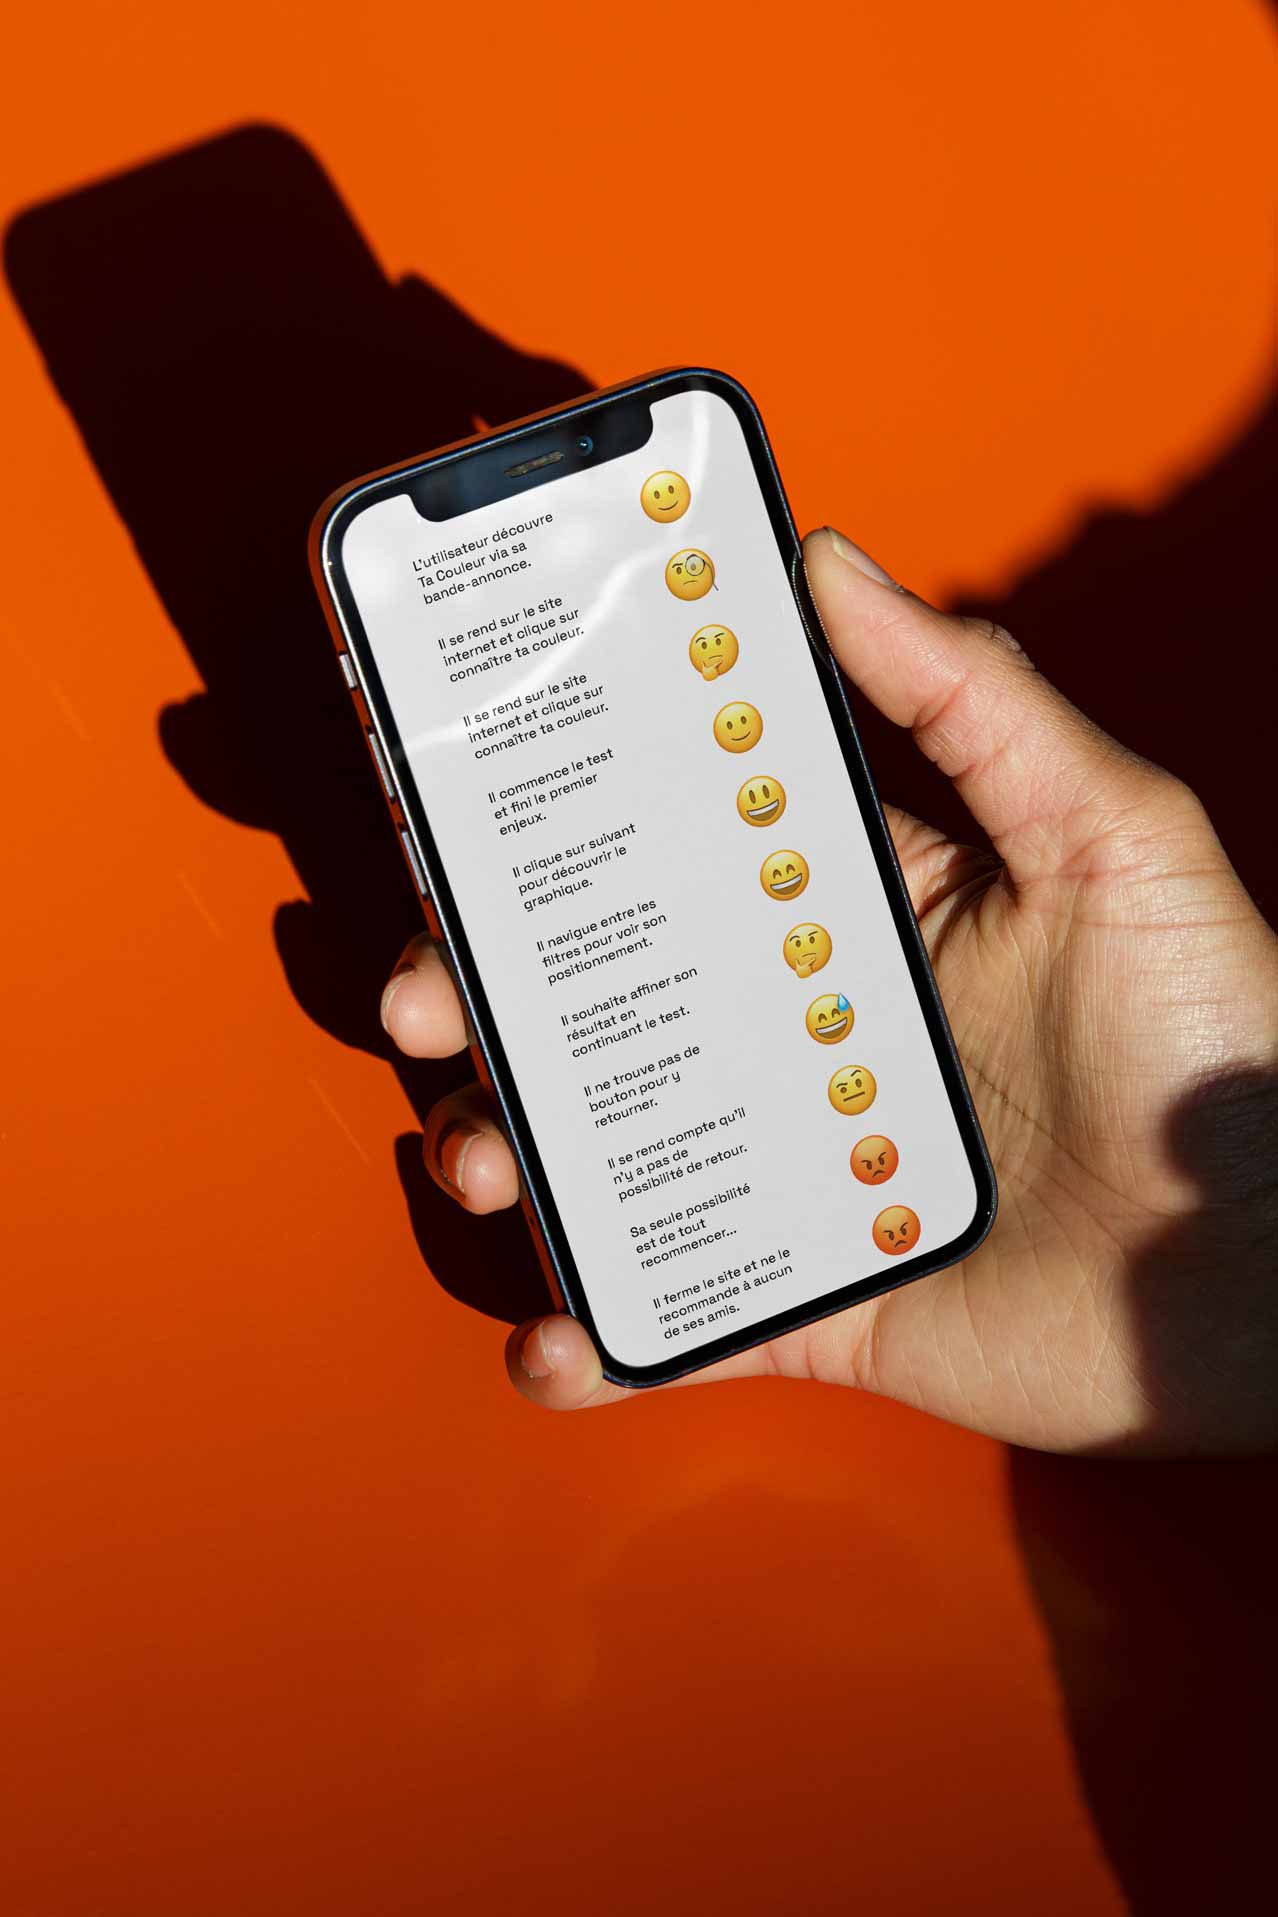 L'utilisateur découvre
Ta Couleur via sa
bande-annonce.
Il se rend sur le site
internet et clique sur
connaître ta couleur.
Il se rend sur le site
internet et clique sur
connaître ta couleur.
Il commence le test
et fini le premier
enjeux.
Il clique sur suivant
pour découvrir le
graphique.
Il navigue entre les
filtres pour voir son
positionnement.
Il souhaite affiner son
résultat en
continuant le test.
Il ne trouve pas de
bouton pour y
retourner.
Il se rend compte qu'il
n'y a pas de
possibilité de retour.
Sa seule possibilité
est de tout
recommencer...
Il ferme le site et ne le
recommande à aucun
de ses amis.